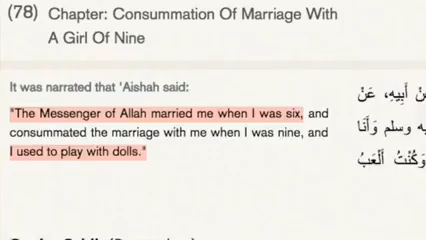 (78) Chapter: Consummation Of Marriage With
A Girl Of Nine
It was narrated that 'Aishah said:
"The Messenger of Allah married me when I was six, and
consummated the marriage with me when I was nine, and
I used to play with dolls."
أَبِيهِ، عَنْ
وسلم وَأَنَا
وَكُنْتُ أَلْعَبُ